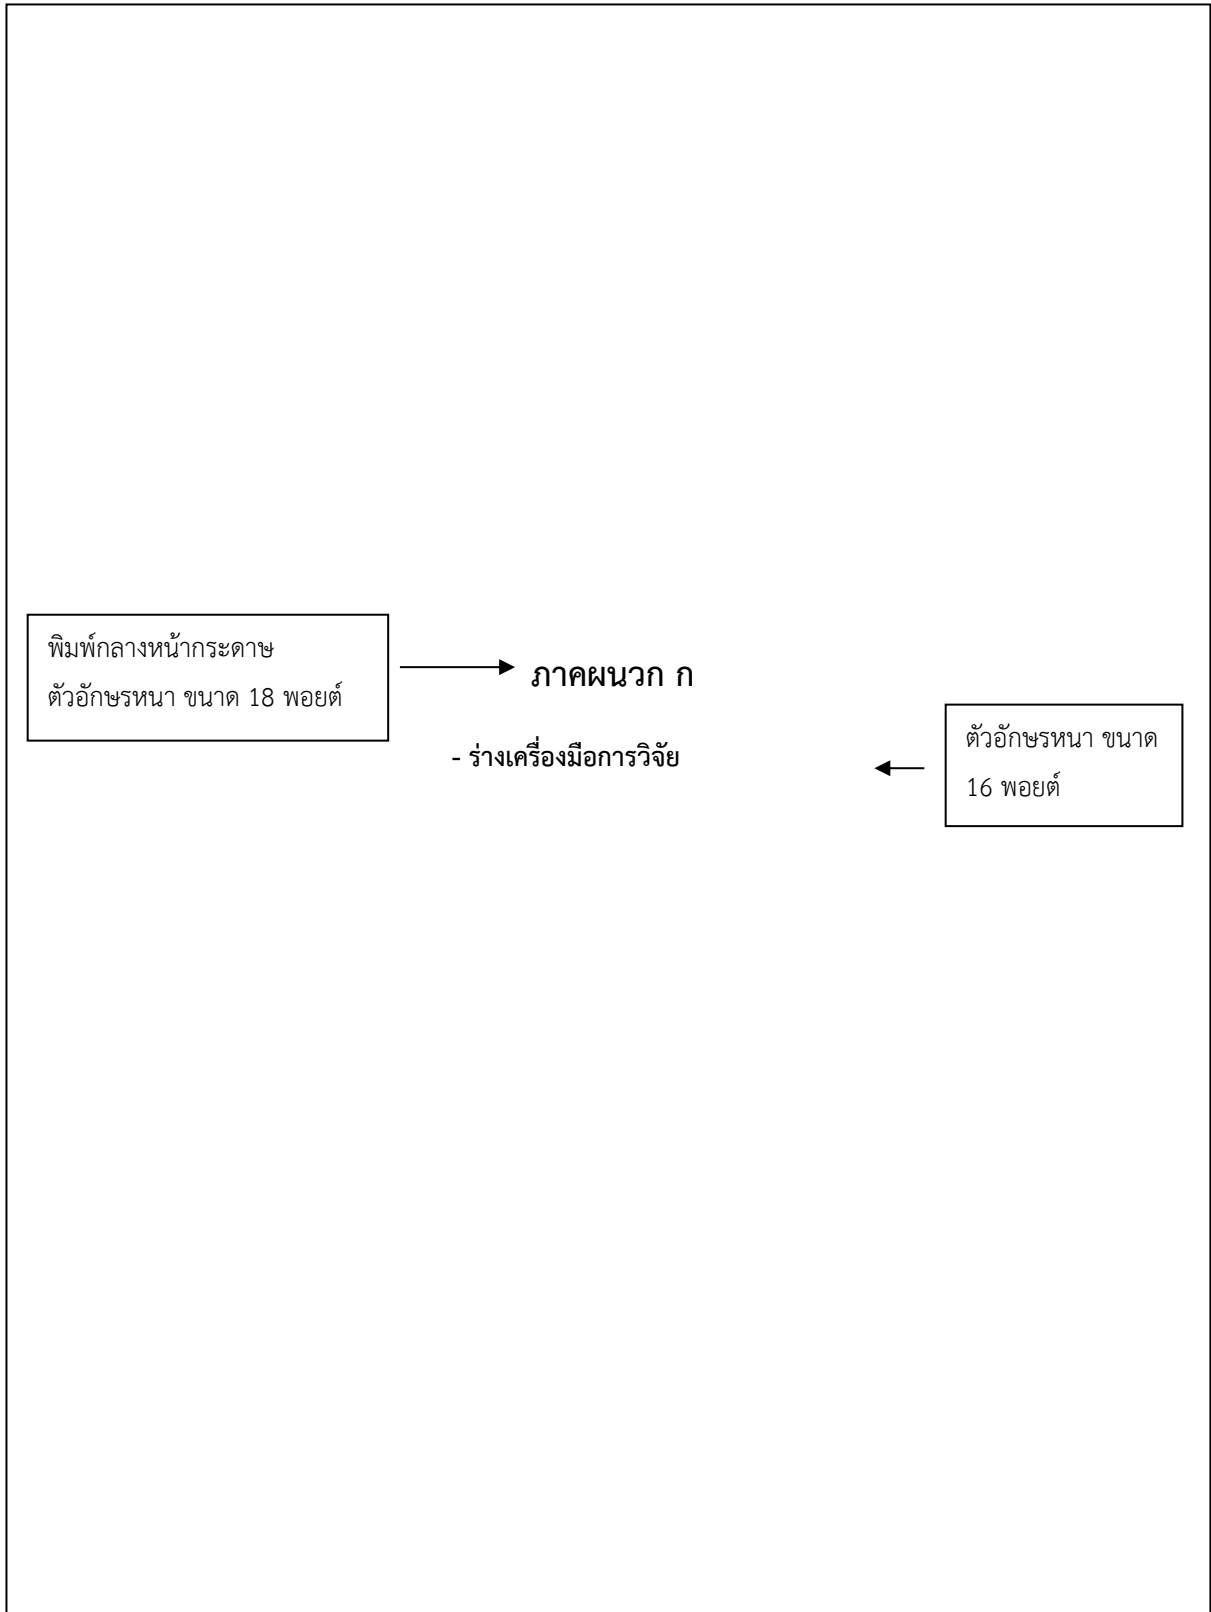 พิมพ์กลางหน้ากระดาษ
ตัวอักษรหนา ขนาด 18 พอยต์
ภาคผนวก ก
- ร่างเครื่องมือการวิจัย
ตัวอักษรหนา ขนาด
16 พอยต์